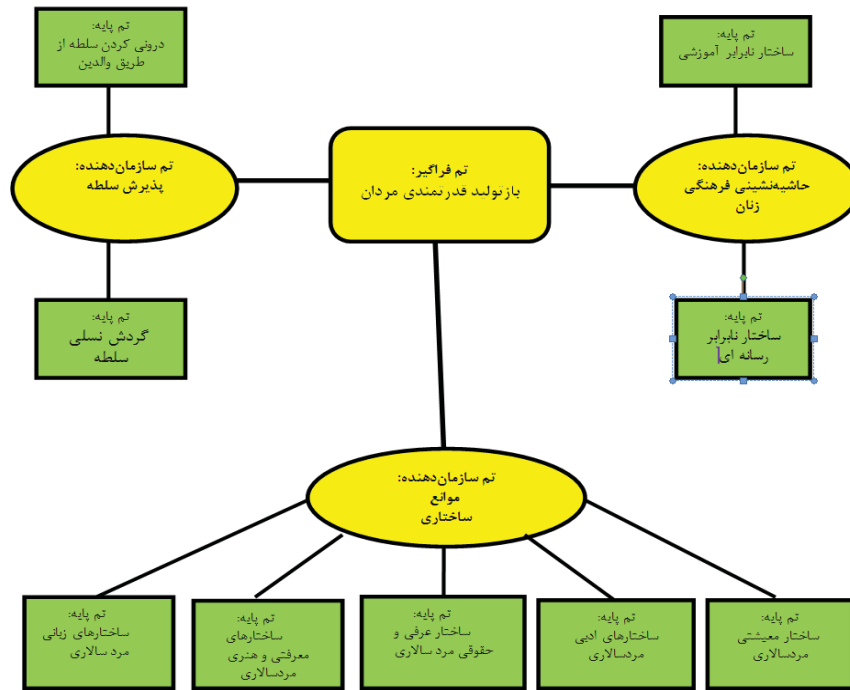 تم پایه:
ساختار نابرابر آموزشی
تم پایه:
درونی کردن سلطه از
طریق والدین
تم سازمان‌دهنده:
حاشیه‌نشینی فرهنگی
زنان
تم فراگیر:
بازتولید قدرتمندی مردان
تم سازمان‌دهنده:
پذیرش سلطه
تم پایه:
ساختار نابرابر
رسانه ای
تم پایه:
گردش نسلی
سلطه
تم سازمان‌دهنده:
موانع
ساختاری
تم پایه:
ساختار معیشتی
مردسالاری
تم پایه:
ساختارهای ادبی
مردسالاری
تم پایه:
ساختار عرفی و
حقوقی مرد سالاری
تم پایه:
ساختارهای
معرفتی و هنری
مردسالاری
تم پایه:
ساختارهای زبانی
مرد سالاری